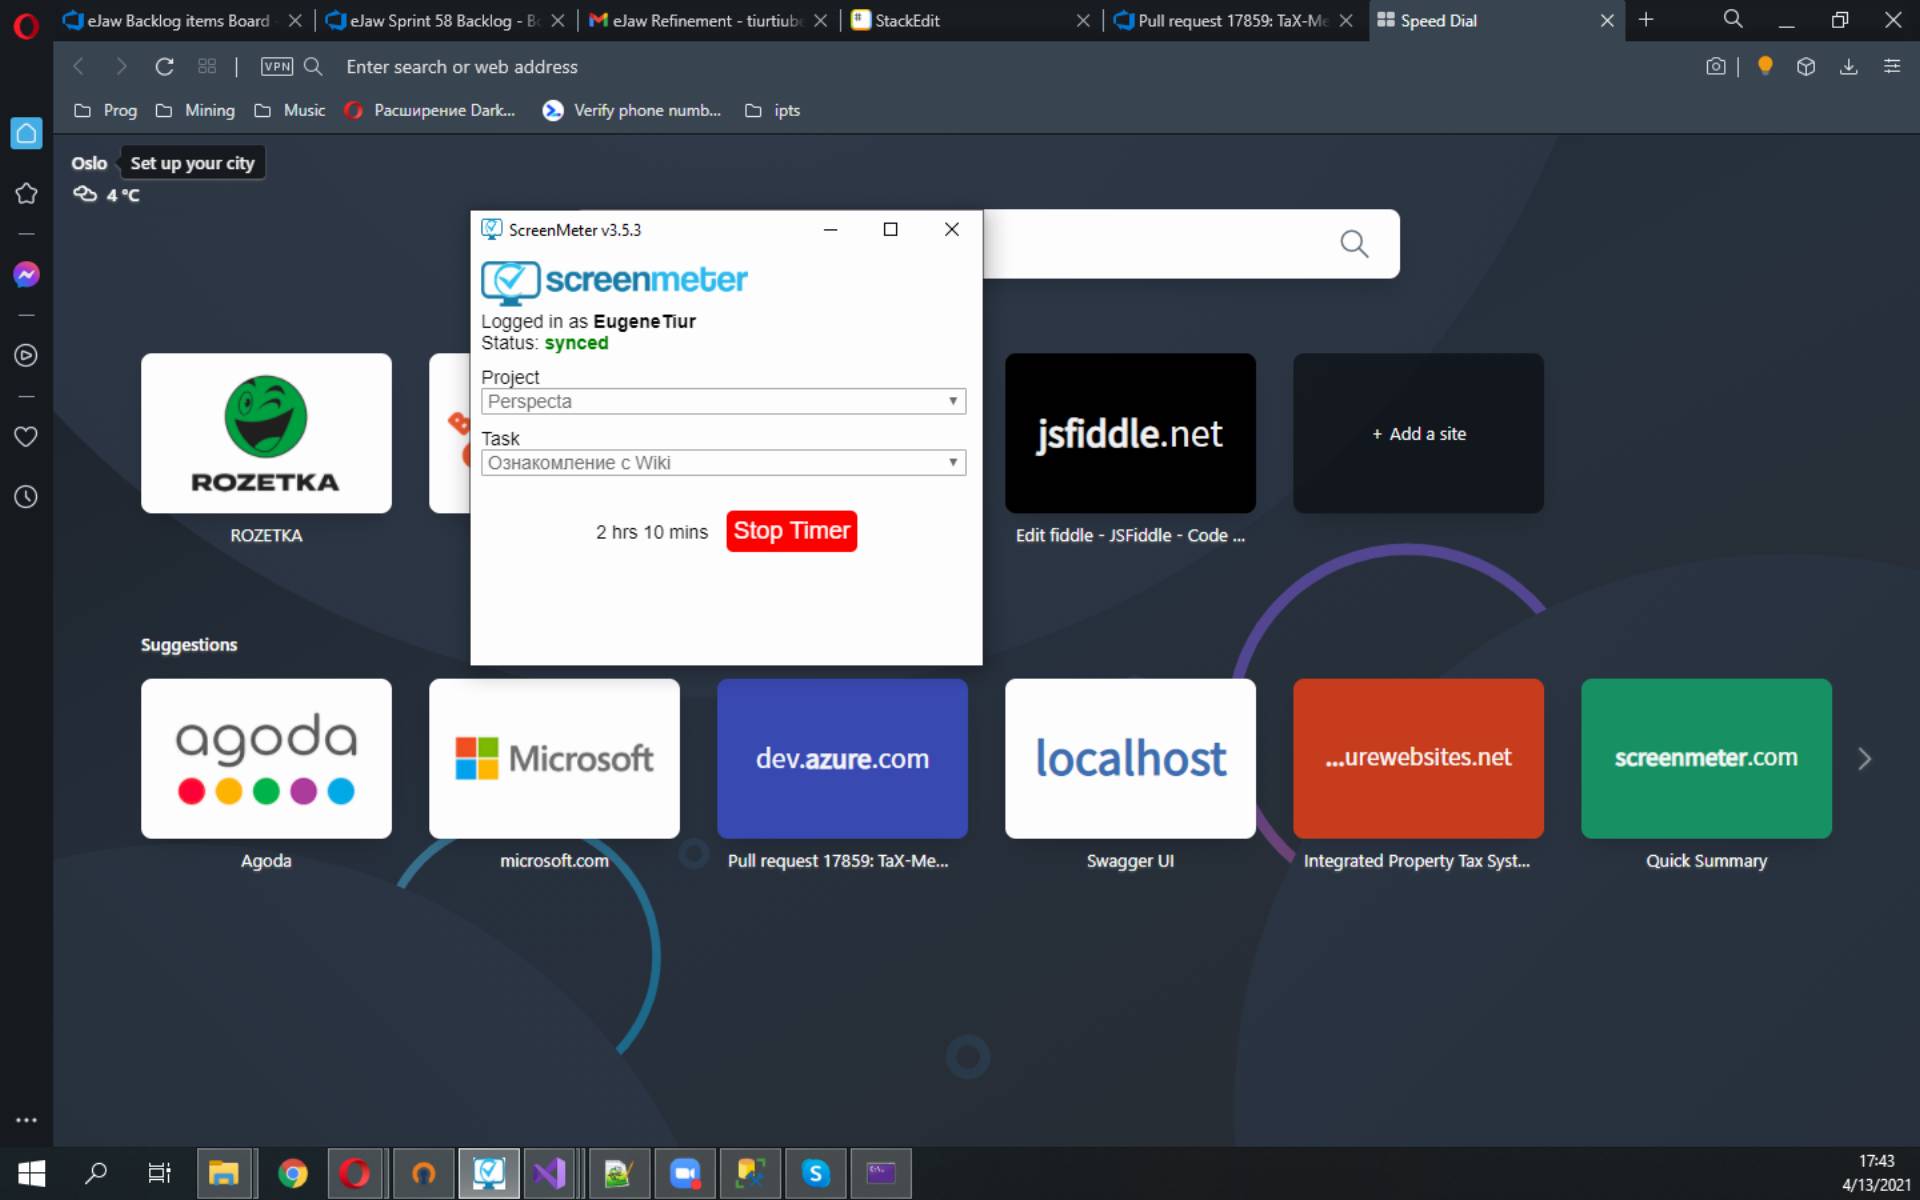 eJaw Backlog items Board
eJaw Sprint 58 Backlog - Bo
eJaw Refinement - tiurtiube
StackEdit
Pull request 17859: TaX-Me
Speed Dial
VPN
Enter search or web address
Prog
Mining
Music
Расширение Dark...
Verify phone numb...
ipts
Oslo
Set up your city
4 °C
ScreenMeter v3.5.3
screenmeter
Logged in as EugeneTiur
Status: synced
Project
Perspecta
Task
Ознакомление с Wiki
2 hrs 10 mins
Stop Timer
ROZETKA
ROZETKA
jsfiddle.net
Edit fiddle - JSFiddle - Code ...
+ Add a site
Suggestions
agoda
Agoda
Microsoft
microsoft.com
dev.azure.com
Pull request 17859: TaX-Me...
localhost
Swagger UI
...urewebsites.net
Integrated Property Tax Syst...
screenmeter.com
Quick Summary
17:43
4/13/2021